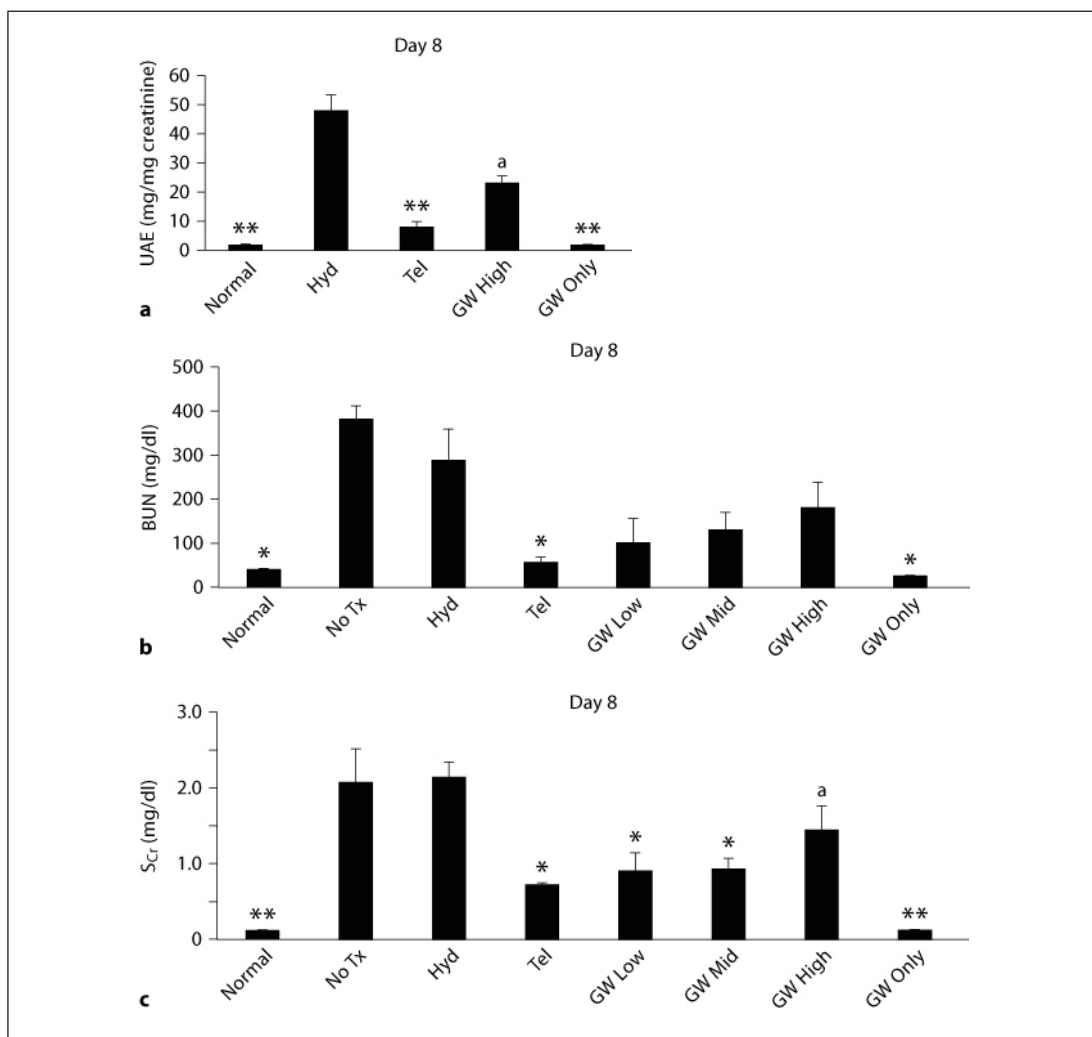 Day 8
UAE (mg/mg creatinine)
60
50
40
30
20
10
0
**
**
a
**
Normal
Hyd
Tel
GW High
GW Only
a
Day 8
BUN (mg/dl)
500
400
300
200
100
0
*
*
*
Normal
No Tx
Hyd
Tel
GW Low
GW Mid
GW High
GW Only
b
Day 8
SCr (mg/dl)
3.0
2.0
1.0
0
**
*
*
*
a
**
Normal
No Tx
Hyd
Tel
GW Low
GW Mid
GW High
GW Only
c